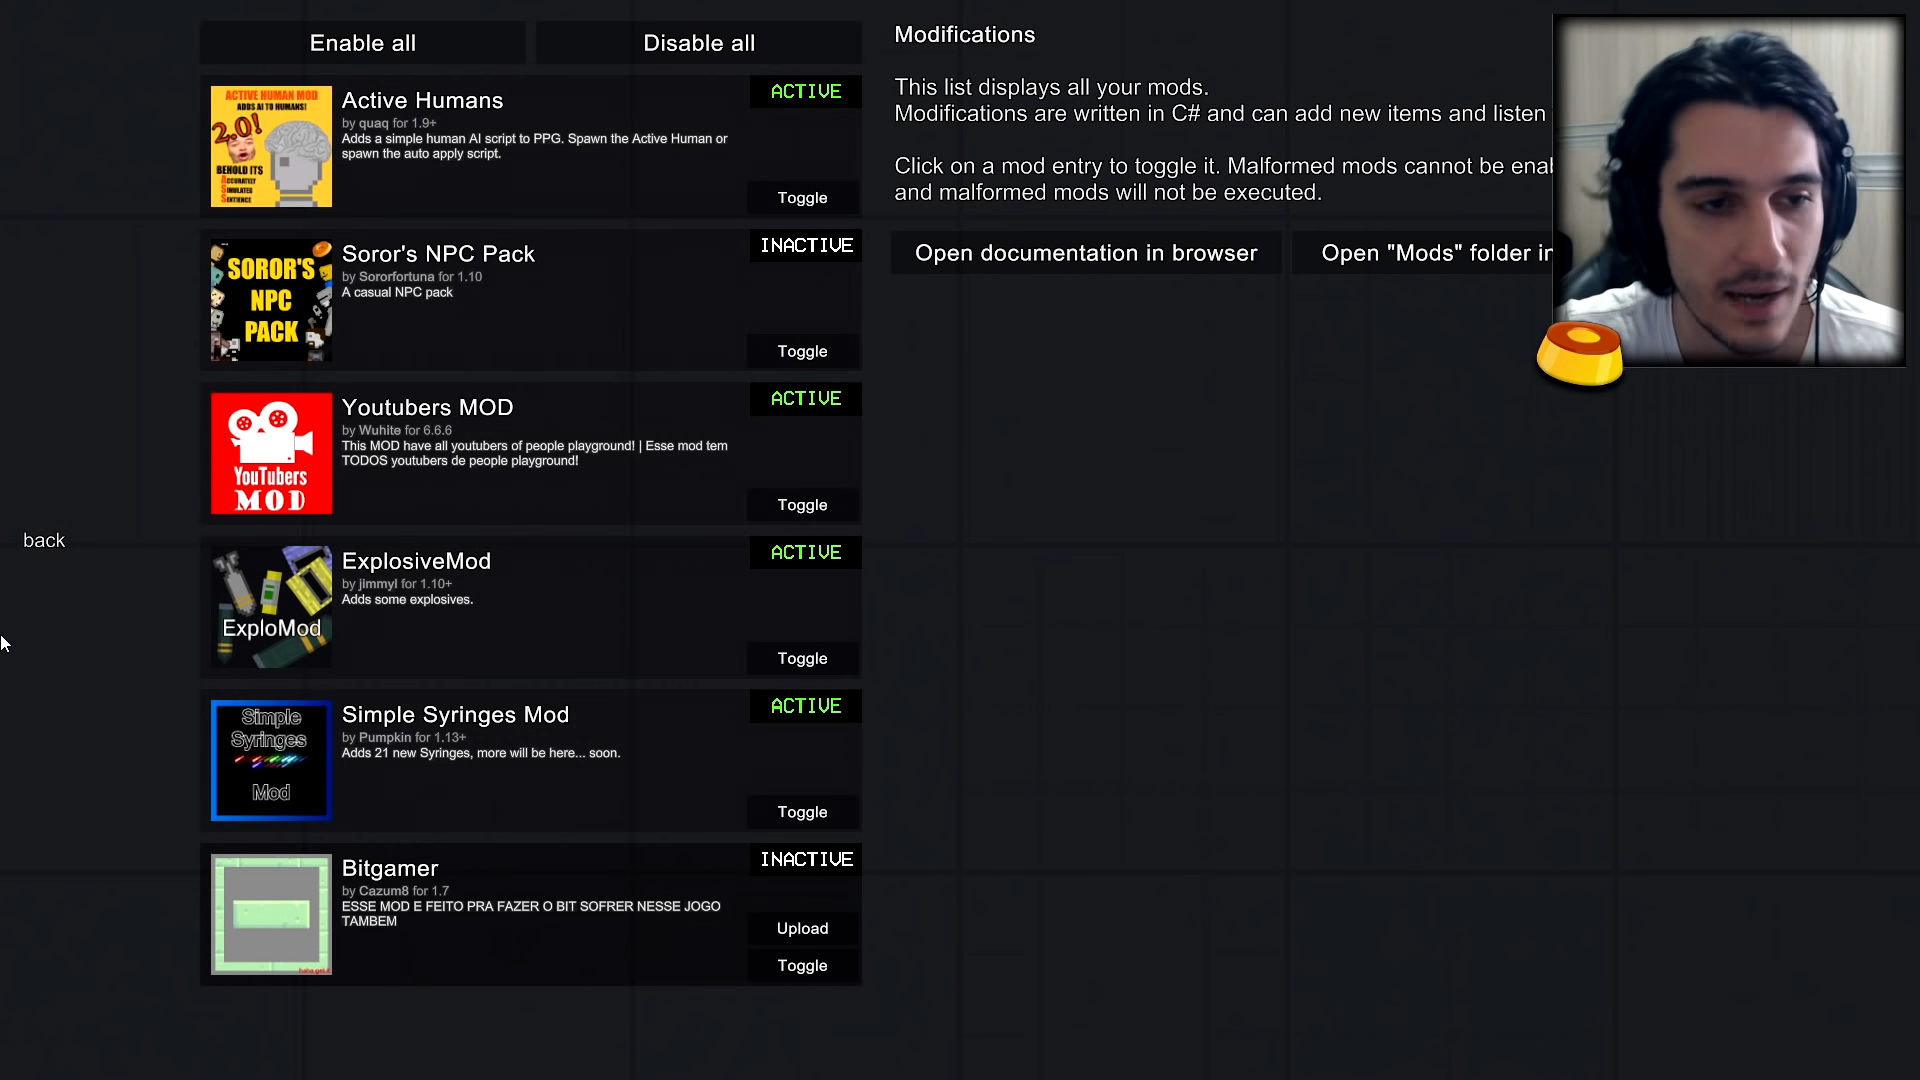 Enable all
Disable all
ACTIVE HUMAN MOD
ADDS AI TO HUMANS!
2.0!
BEHOLD ITS
ACCURATELY
SIMULATED
SENTIENCE
Active Humans
by quaq for 1.9+
Adds a simple human AI script to PPG. Spawn the Active Human or
spawn the auto apply script.
ACTIVE
Toggle
SOROR'S
NPC
PACK
Soror's NPC Pack
by Sororfortuna for 1.10
A casual NPC pack
INACTIVE
Toggle
YouTubers
MOD
Youtubers MOD
by Wuhite for 6.6.6
This MOD have all youtubers of people playground! | Esse mod tem
TODOS youtubers de people playground!
ACTIVE
Toggle
ExploMod
ExplosiveMod
by jimmyl for 1.10+
Adds some explosives.
ACTIVE
Toggle
Simple
Syringes
Mod
Simple Syringes Mod
by Pumpkin for 1.13+
Adds 21 new Syringes, more will be here... soon.
ACTIVE
Toggle
Bitgamer
by Cazum8 for 1.7
ESSE MOD E FEITO PRA FAZER O BIT SOFRER NESSE JOGO
TAMBEM
INACTIVE
Upload
Toggle
back
Modifications
This list displays all your mods.
Modifications are written in C# and can add new items and listen
Click on a mod entry to toggle it. Malformed mods cannot be enab
and malformed mods will not be executed.
Open documentation in browser
Open "Mods" folder in